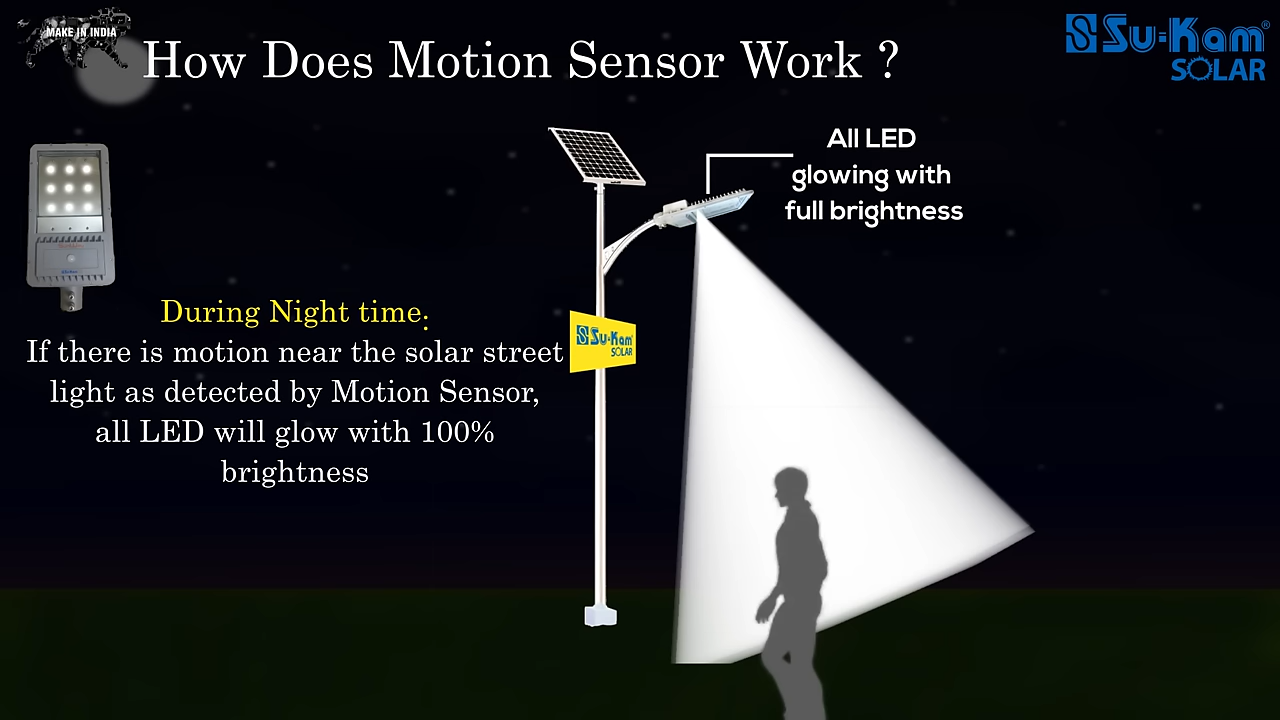 MAKE IN INDIA
How Does Motion Sensor Work ?
Su-Kam®
SOLAR
All LED
glowing with
full brightness
During Night time:
If there is motion near the solar street
light as detected by Motion Sensor,
all LED will glow with 100%
brightness
Su-Kam
SOLAR